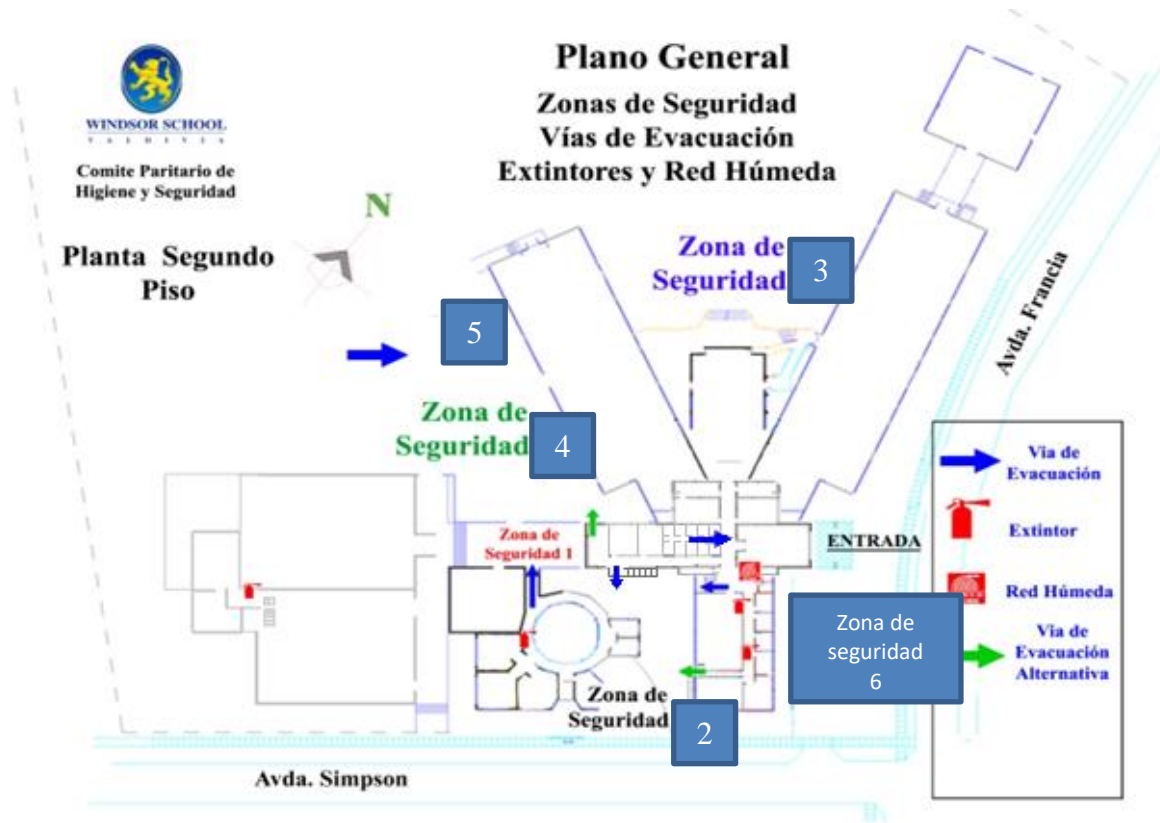 Plano General
Zonas de Seguridad
Vías de Evacuación
Extintores y Red Húmeda
WINDSOR SCHOOL
VALDIVIA
Comite Paritario de
Higiene y Seguridad
N
Planta Segundo
Piso
Zona de
Seguridad
3
5
Zona de
Seguridad
4
Avda. Francia
Via de
Evacuación
Extintor
Red Húmeda
Via de
Evacuación
Alternativa
Zona de
Seguridad 1
ENTRADA
Zona de
seguridad
6
Zona de
Seguridad
2
Avda. Simpson